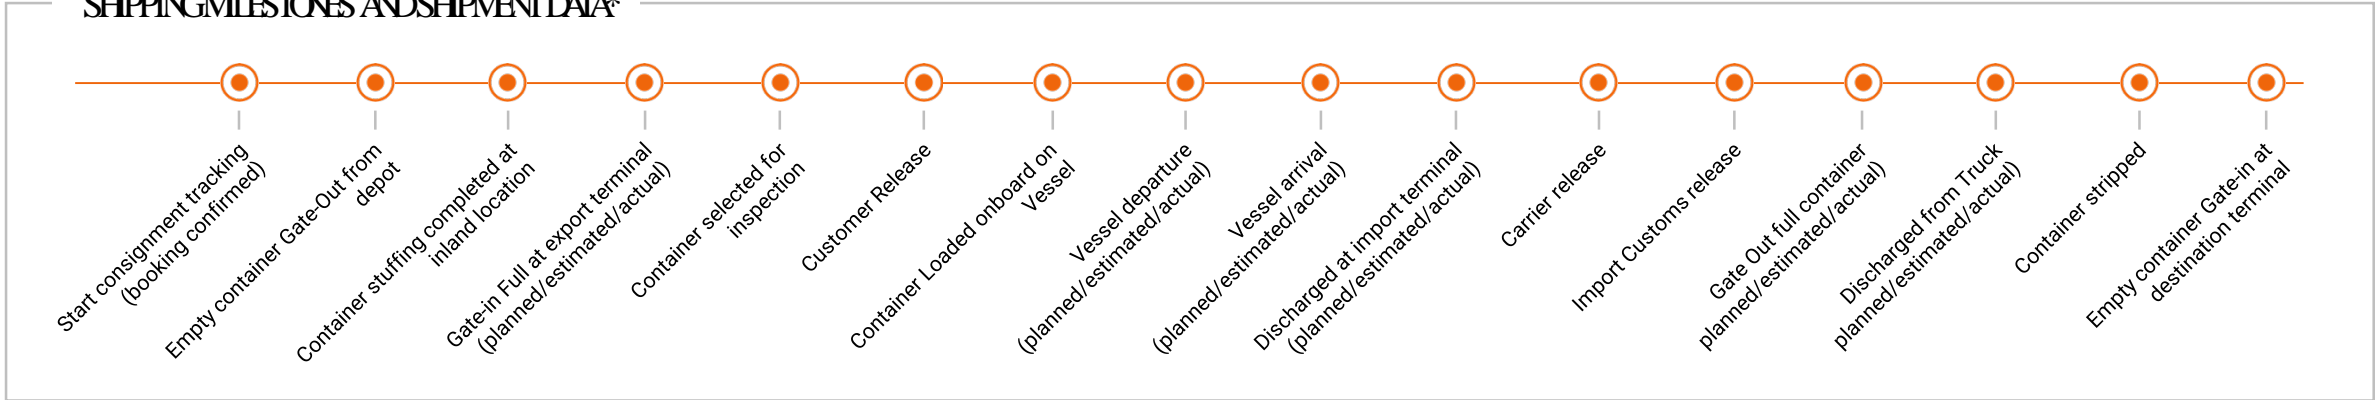 SHIPPING MILESTONES AND SHIPMENT DATA*
Start consignment tracking
(booking confirmed)
Empty container Gate-Out from
depot
Container stuffing completed at
inland location
Gate-in Full at export terminal
(planned/estimated/actual)
Container selected for
inspection
Customer Release
Container Loaded onboard on
Vessel
Vessel departure
(planned/estimated/actual)
Vessel arrival
(planned/estimated/actual)
Discharged at import terminal
(planned/estimated/actual)
Carrier release
Import Customs release
Gate Out full container
planned/estimated/actual)
Discharged from Truck
planned/estimated/actual)
Container stripped
Empty container Gate-in at
destination terminal